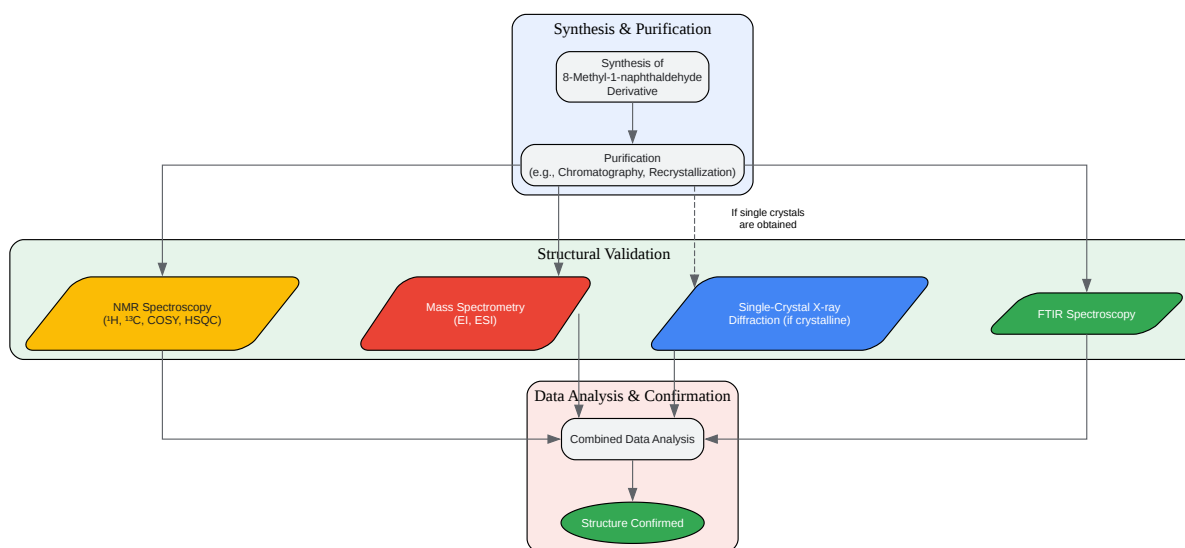 Synthesis & Purification
Synthesis of
8-Methyl-1-naphthaldehyde
Derivative
Purification
(e.g., Chromatography, Recrystallization)
If single crystals
are obtained
Structural Validation
NMR Spectroscopy
(¹H, ¹³C, COSY, HSQC)
Mass Spectrometry
(EI, ESI)
Single-Crystal X-ray
Diffraction (if crystalline)
FTIR Spectroscopy
Data Analysis & Confirmation
Combined Data Analysis
Structure Confirmed